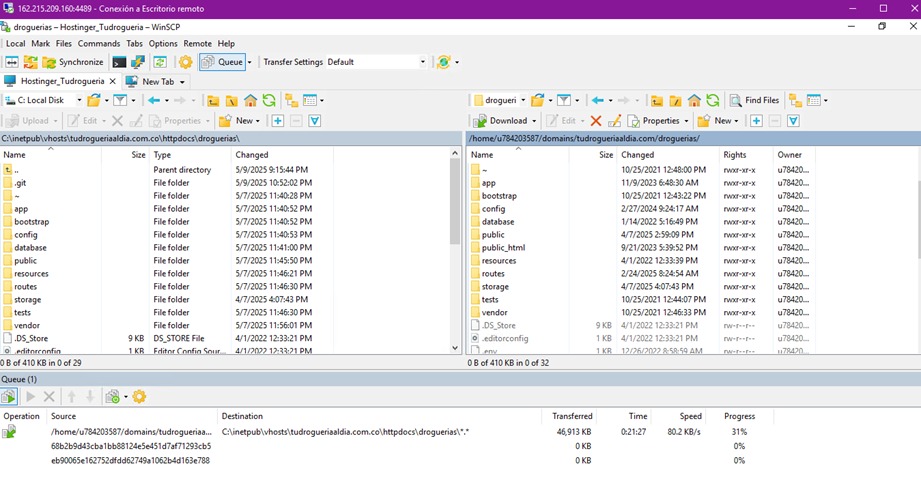 162.215.209.160:4489 - Conexión a Escritorio remoto
droguerias – Hostinger_Tudrogueria – WinSCP
Local Mark Files Commands Tabs Options Remote Help
Synchronize Queue Transfer Settings Default
Hostinger_Tudrogueria New Tab
C: Local Disk drogueri Find Files
Upload Edit Properties New Download Edit Properties New
C:\inetpub\vhosts\tudrogueriaaldia.com.co\httpdocs\droguerias\ /home/u784203587/domains/tudrogueriaaldia.com/droguerias/
Name Size Type Changed Name Size Changed Rights Owner
.. Parent directory 5/9/2025 9:15:44 PM ~ 10/25/2021 12:48:00 PM rwxr-xr-x u78420...
.git File folder 5/9/2025 10:52:02 PM app 11/9/2023 6:48:30 AM rwxr-xr-x u78420...
~ File folder 5/7/2025 11:40:28 PM bootstrap 10/25/2021 12:43:22 PM rwxr-xr-x u78420...
app File folder 5/7/2025 11:40:52 PM config 2/27/2024 9:24:17 AM rwxr-xr-x u78420...
bootstrap File folder 5/7/2025 11:40:52 PM database 1/14/2022 5:16:49 PM rwxr-xr-x u78420...
config File folder 5/7/2025 11:40:53 PM public 4/7/2025 2:59:09 PM rwxr-xr-x u78420...
database File folder 5/7/2025 11:41:00 PM public_html 9/21/2023 5:39:52 PM rwxr-xr-x u78420...
public File folder 5/7/2025 11:45:50 PM resources 4/1/2022 12:33:39 PM rwxr-xr-x u78420...
resources File folder 5/7/2025 11:46:21 PM routes 2/24/2025 8:24:54 AM rwxr-xr-x u78420...
routes File folder 5/7/2025 11:46:30 PM storage 4/7/2025 4:07:43 PM rwxr-xr-x u78420...
storage File folder 4/7/2025 4:07:43 PM tests 10/25/2021 12:44:07 PM rwxr-xr-x u78420...
tests File folder 5/7/2025 11:46:30 PM vendor 10/25/2021 12:46:33 PM rwxr-xr-x u78420...
vendor File folder 5/7/2025 11:56:01 PM .DS_Store 9 KB 4/1/2022 12:33:21 PM rw-r--r-- u78420...
.DS_Store 9 KB DS_STORE File 4/1/2022 12:33:21 PM .editorconfig 1 KB 4/1/2022 12:33:21 PM rw-r--r-- u78420...
.editorconfig 1 KB Editor Config Sour... 4/1/2022 12:33:21 PM .env 1 KB 12/26/2022 8:58:59 AM rwxr-xr-x u78420...
0 B of 410 KB in 0 of 29 0 B of 410 KB in 0 of 32
Queue (1)
Operation Source Destination Transferred Time Speed Progress
/home/u784203587/domains/tudrogueriaa... C:\inetpub\vhosts\tudrogueriaaldia.com.co\httpdocs\droguerias\*.* 46,913 KB 0:21:27 80.2 KB/s 31%
68b2b9d43cba1bb88124e5e451d7af71293cb5 0 KB 0%
eb90065e162752dfdd62749a1062b4d163e788 0 KB 0%